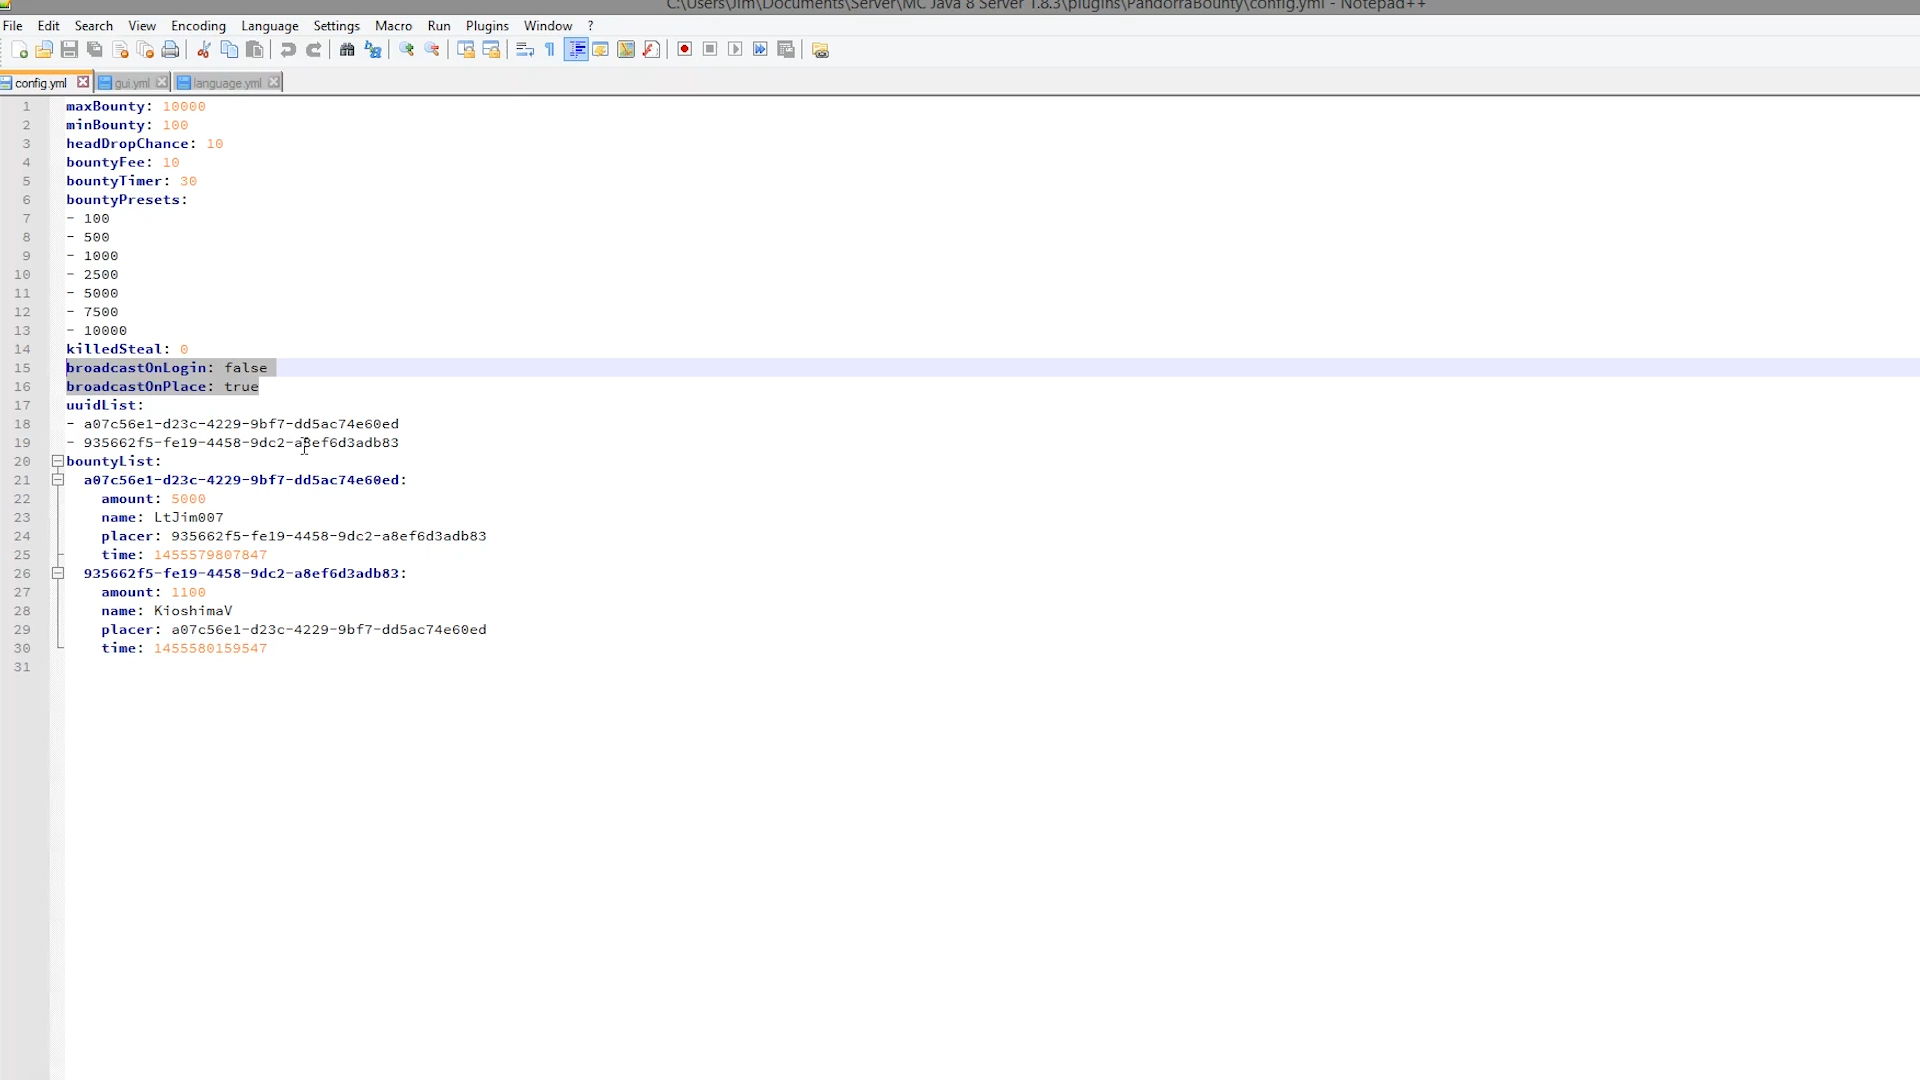 C:\Users\Jim\Documents\Server\MC Java 8 Server 1.8.3\plugins\PandorraBounty\config.yml - Notepad++
File Edit Search View Encoding Language Settings Macro Run Plugins Window ?
config.yml gui.yml language.yml
1 maxBounty: 10000
2 minBounty: 100
3 headDropChance: 10
4 bountyFee: 10
5 bountyTimer: 30
6 bountyPresets:
7 - 100
8 - 500
9 - 1000
10 - 2500
11 - 5000
12 - 7500
13 - 10000
14 killedSteal: 0
15 broadcastOnLogin: false
16 broadcastOnPlace: true
17 uuidList:
18 - a07c56e1-d23c-4229-9bf7-dd5ac74e60ed
19 - 935662f5-fe19-4458-9dc2-a8ef6d3adb83
20 bountyList:
21 a07c56e1-d23c-4229-9bf7-dd5ac74e60ed:
22 amount: 5000
23 name: LtJim007
24 placer: 935662f5-fe19-4458-9dc2-a8ef6d3adb83
25 time: 1455579807847
26 935662f5-fe19-4458-9dc2-a8ef6d3adb83:
27 amount: 1100
28 name: KioshimaV
29 placer: a07c56e1-d23c-4229-9bf7-dd5ac74e60ed
30 time: 1455580159547
31